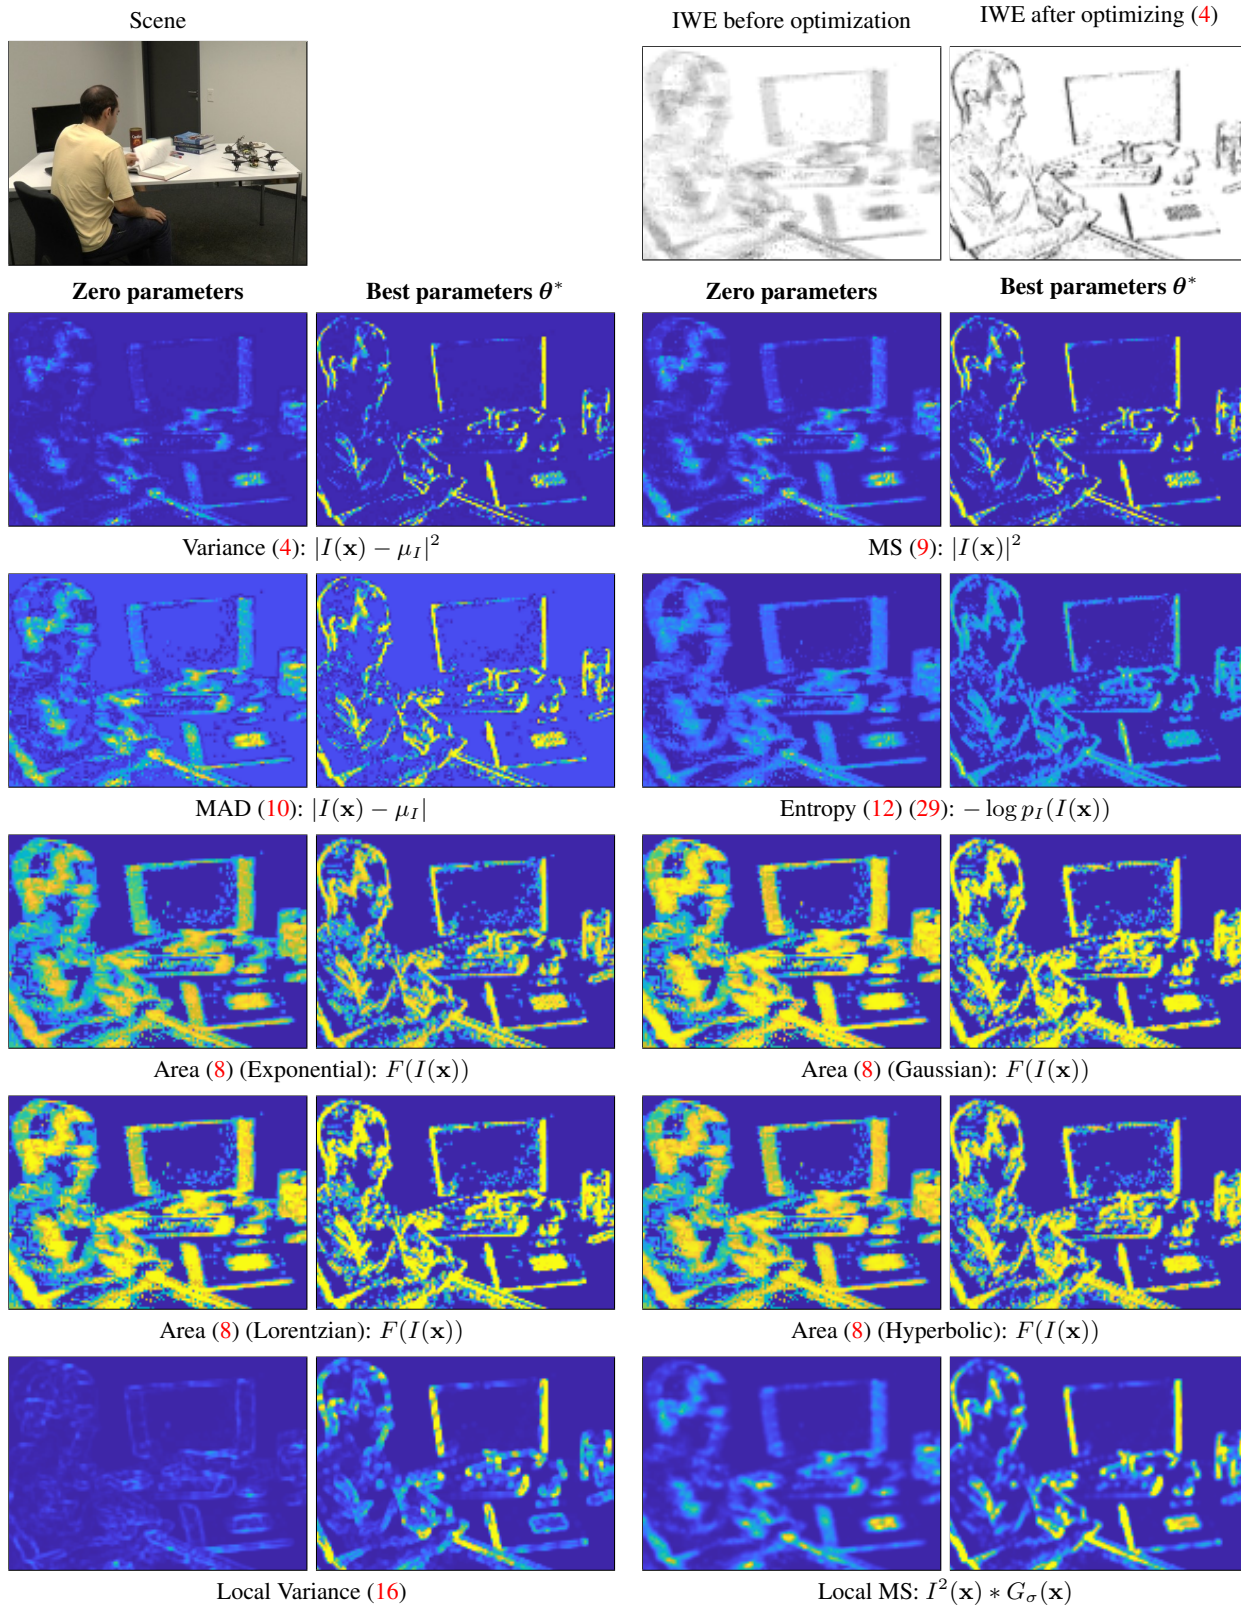 Scene
IWE before optimization
IWE after optimizing (4)
Zero parameters
Best parameters θ*
Zero parameters
Best parameters θ*
Variance (4): |I(x) − μ_I|²
MS (9): |I(x)|²
MAD (10): |I(x) − μ_I|
Entropy (12) (29): − log p_I(I(x))
Area (8) (Exponential): F(I(x))
Area (8) (Gaussian): F(I(x))
Area (8) (Lorentzian): F(I(x))
Area (8) (Hyperbolic): F(I(x))
Local Variance (16)
Local MS: I²(x) ∗ G_σ(x)